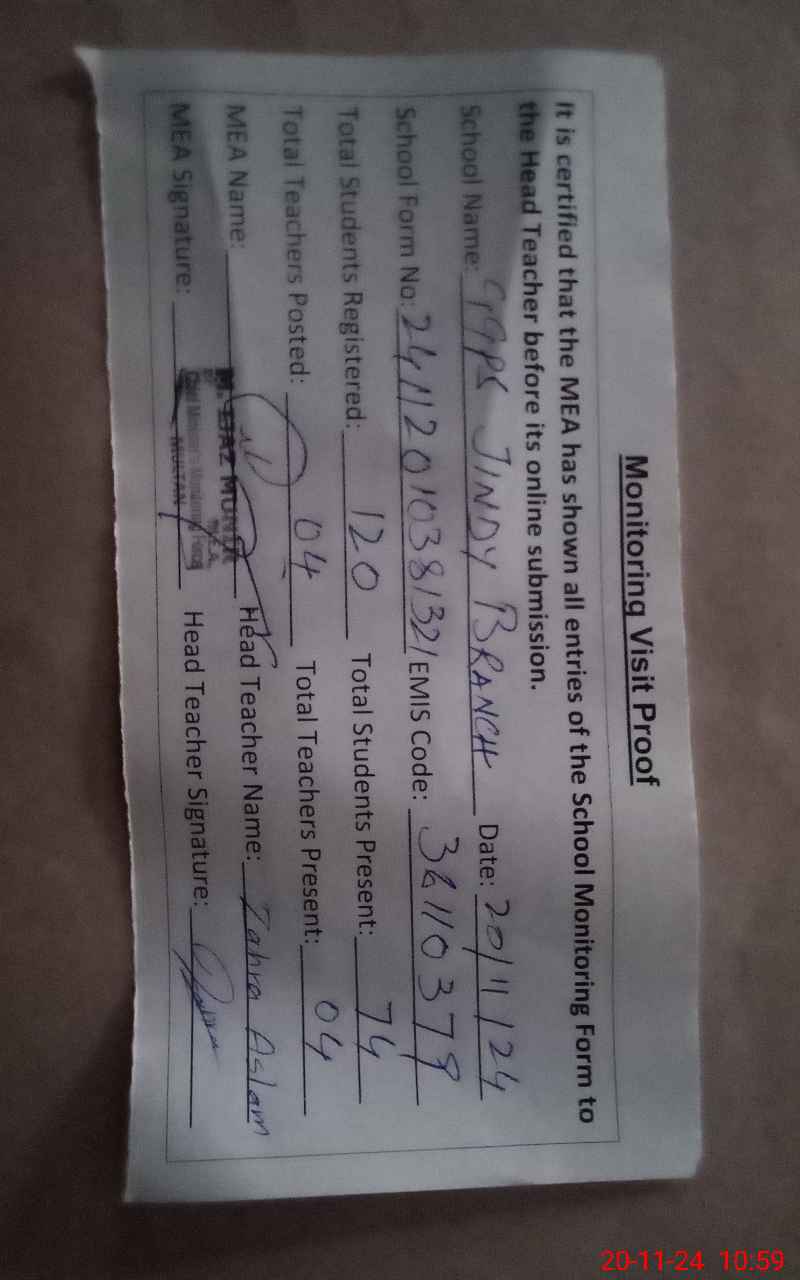 Monitoring Visit Proof
It is certified that the MEA has shown all entries of the School Monitoring Form to
the Head Teacher before its online submission.
School Name: GGPS JINDY BRANCH Date: 20/11/24
School Form No: EMIS Code:
Total Students Registered: 120 Total Students Present: 74
Total Teachers Posted: 04 Total Teachers Present: 04
MEA Name: Head Teacher Name: Zahra Aslam
MEA Signature: Head Teacher Signature:
MULTAN
20-11-24 10:59